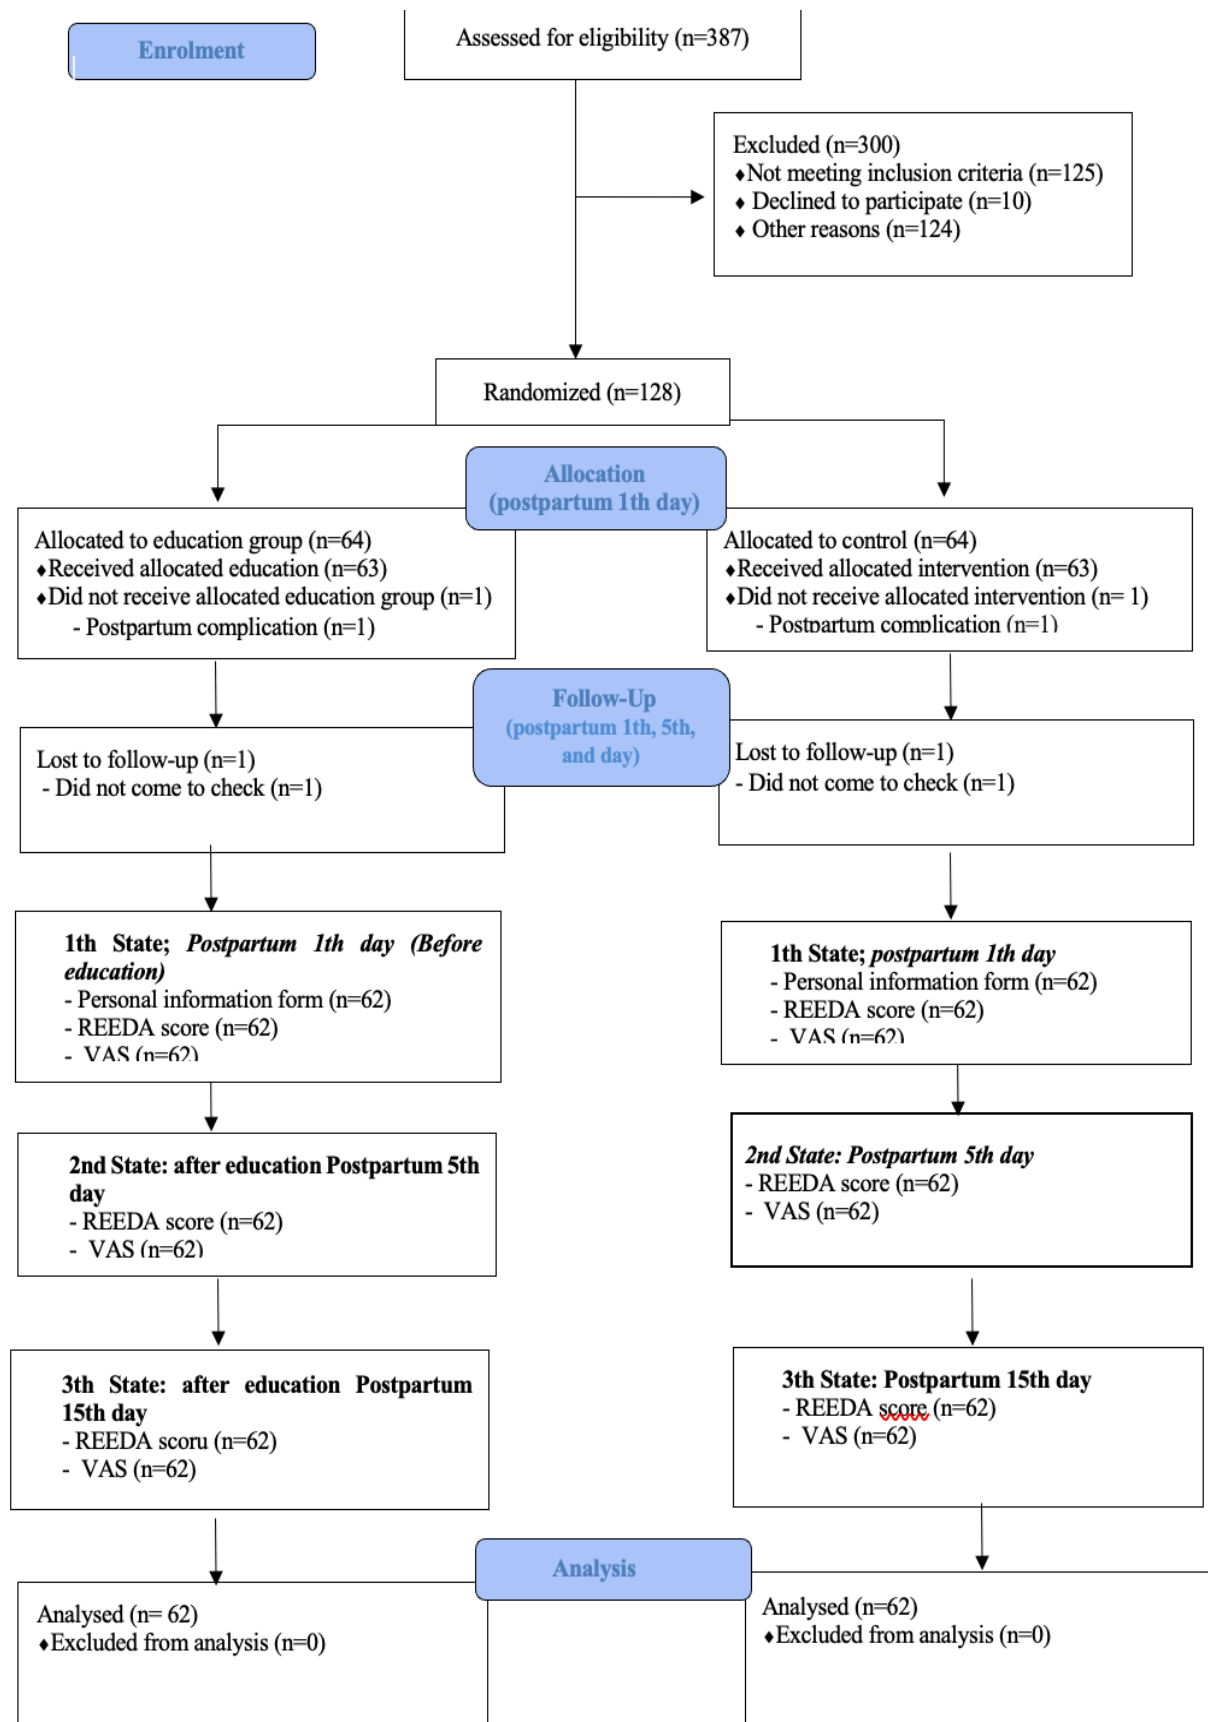 Enrolment
Assessed for eligibility (n=387)
Excluded (n=300)
♦Not meeting inclusion criteria (n=125)
♦ Declined to participate (n=10)
♦ Other reasons (n=124)
Randomized (n=128)
Allocation
(postpartum 1th day)
Allocated to education group (n=64)
♦Received allocated education (n=63)
♦Did not receive allocated education group (n=1)
- Postpartum complication (n=1)
Allocated to control (n=64)
♦Received allocated intervention (n=63)
♦Did not receive allocated intervention (n= 1)
- Postpartum complication (n=1)
Follow-Up
(postpartum 1th, 5th,
and day)
Lost to follow-up (n=1)
- Did not come to check (n=1)
Lost to follow-up (n=1)
- Did not come to check (n=1)
1th State; Postpartum 1th day (Before
education)
- Personal information form (n=62)
- REEDA score (n=62)
- VAS (n=62)
1th State; postpartum 1th day
- Personal information form (n=62)
- REEDA score (n=62)
- VAS (n=62)
2nd State: after education Postpartum 5th
day
- REEDA score (n=62)
- VAS (n=62)
2nd State: Postpartum 5th day
- REEDA score (n=62)
- VAS (n=62)
3th State: after education Postpartum
15th day
- REEDA scoru (n=62)
- VAS (n=62)
3th State: Postpartum 15th day
- REEDA score (n=62)
- VAS (n=62)
Analysis
Analysed (n= 62)
♦Excluded from analysis (n=0)
Analysed (n=62)
♦Excluded from analysis (n=0)